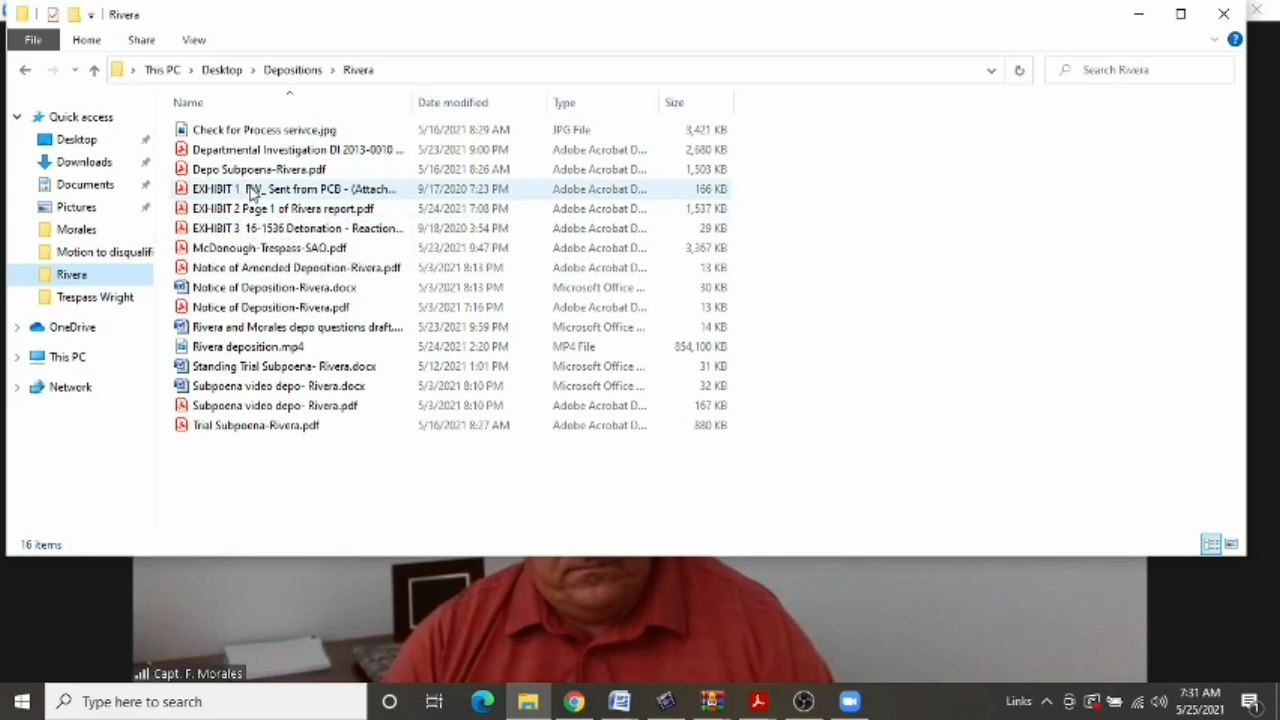 Rivera
File Home Share View
This PC > Desktop > Depositions > Rivera
Search Rivera
Name Date modified Type Size
Quick access
Desktop
Downloads
Documents
Pictures
Morales
Motion to disqualif
Rivera
Trespass Wright
OneDrive
This PC
Network
Check for Process serivce.jpg 5/16/2021 8:29 AM JPG File 3,421 KB
Departmental Investigation DI 2013-0010 ... 5/23/2021 9:00 PM Adobe Acrobat D... 2,680 KB
Depo Subpoena-Rivera.pdf 5/16/2021 8:26 AM Adobe Acrobat D... 1,503 KB
EXHIBIT 1 Sent from PCB - (Attach... 9/17/2020 7:23 PM Adobe Acrobat D... 166 KB
EXHIBIT 2 Page 1 of Rivera report.pdf 5/24/2021 7:08 PM Adobe Acrobat D... 1,537 KB
EXHIBIT 3 16-1536 Detonation - Reaction... 9/18/2020 3:54 PM Adobe Acrobat D... 29 KB
McDonough-Trespass-SAO.pdf 5/23/2021 9:47 PM Adobe Acrobat D... 3,367 KB
Notice of Amended Deposition-Rivera.pdf 5/3/2021 8:13 PM Adobe Acrobat D... 13 KB
Notice of Deposition-Rivera.docx 5/3/2021 8:13 PM Microsoft Office ... 30 KB
Notice of Deposition-Rivera.pdf 5/3/2021 7:16 PM Adobe Acrobat D... 13 KB
Rivera and Morales depo questions draft.... 5/23/2021 9:59 PM Microsoft Office ... 14 KB
Rivera deposition.mp4 5/24/2021 2:20 PM MP4 File 854,100 KB
Standing Trial Subpoena- Rivera.docx 5/12/2021 1:01 PM Microsoft Office ... 31 KB
Subpoena video depo- Rivera.docx 5/3/2021 8:10 PM Microsoft Office ... 32 KB
Subpoena video depo- Rivera.pdf 5/3/2021 8:10 PM Adobe Acrobat D... 167 KB
Trial Subpoena-Rivera.pdf 5/16/2021 8:27 AM Adobe Acrobat D... 880 KB
16 items
Capt. F. Morales
Type here to search
Links
7:31 AM
5/25/2021